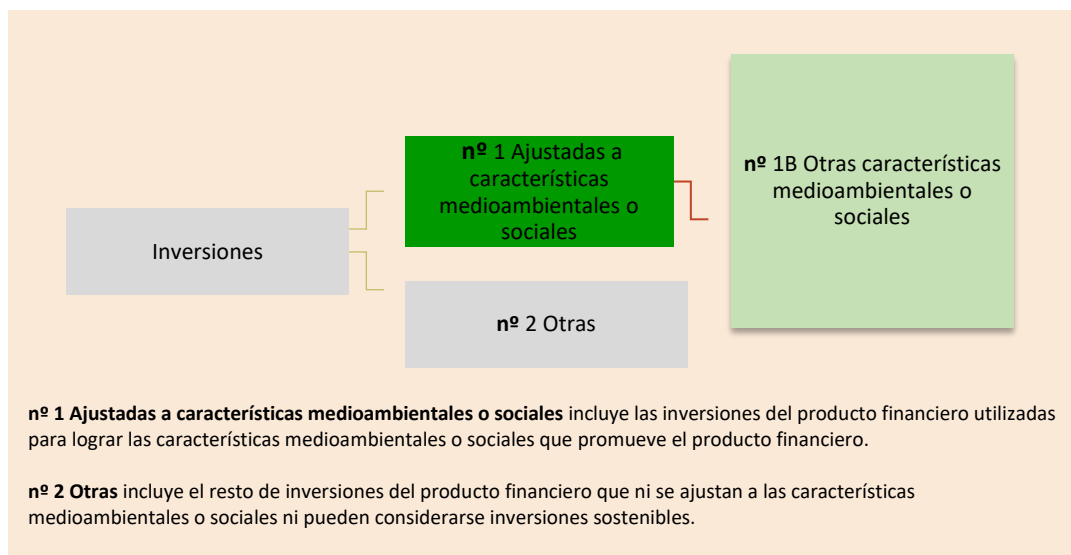 Inversiones
nº 1 Ajustadas a
características
medioambientales o
sociales
nº 2 Otras
nº 1B Otras características
medioambientales o
sociales
nº 1 Ajustadas a características medioambientales o sociales incluye las inversiones del producto financiero utilizadas
para lograr las características medioambientales o sociales que promueve el producto financiero.
nº 2 Otras incluye el resto de inversiones del producto financiero que ni se ajustan a las características
medioambientales o sociales ni pueden considerarse inversiones sostenibles.